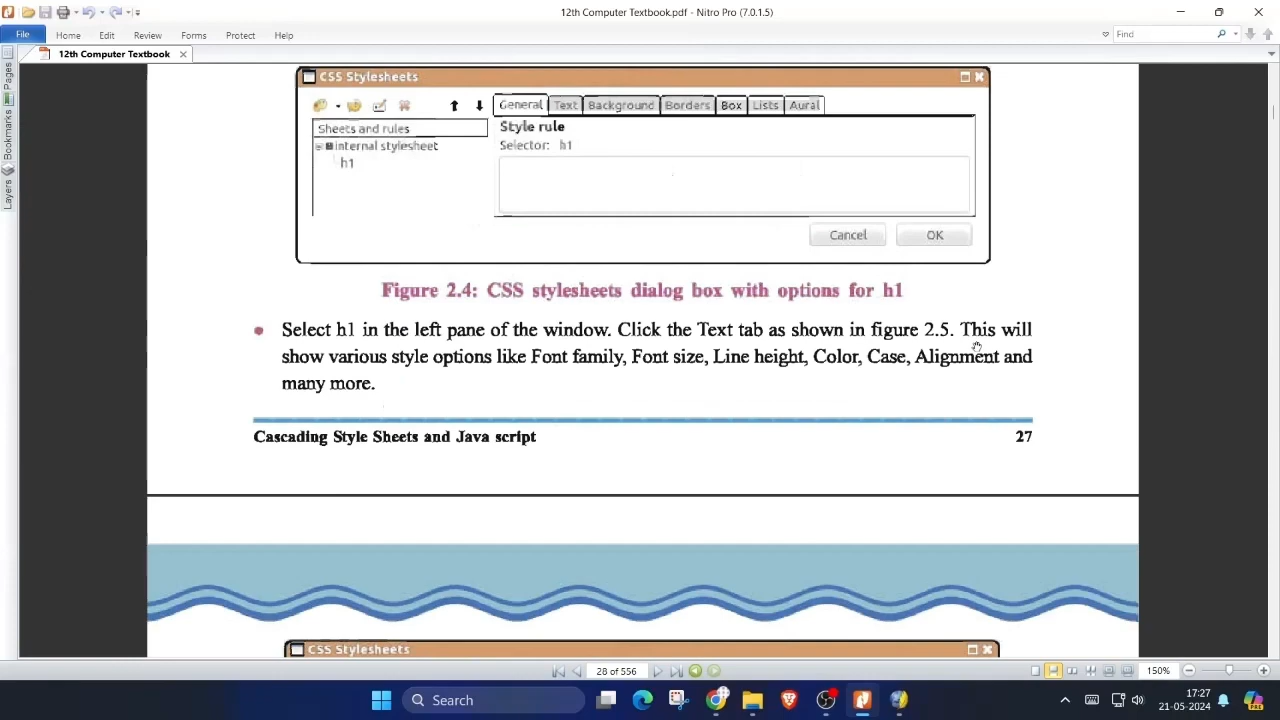 12th Computer Textbook.pdf - Nitro Pro (7.0.1.5)
File Home Edit Review Forms Protect Help Find
12th Computer Textbook
Pages
Bookmarks
Layers
CSS Stylesheets
General Text Background Borders Box Lists Aural
Sheets and rules
internal stylesheet
h1
Style rule
Selector: h1
Cancel OK
Figure 2.4: CSS stylesheets dialog box with options for h1
Select h1 in the left pane of the window. Click the Text tab as shown in figure 2.5. This will
show various style options like Font family, Font size, Line height, Color, Case, Alignment and
many more.
Cascading Style Sheets and Java script 27
CSS Stylesheets
28 of 556
150%
Search
17:27
21-05-2024